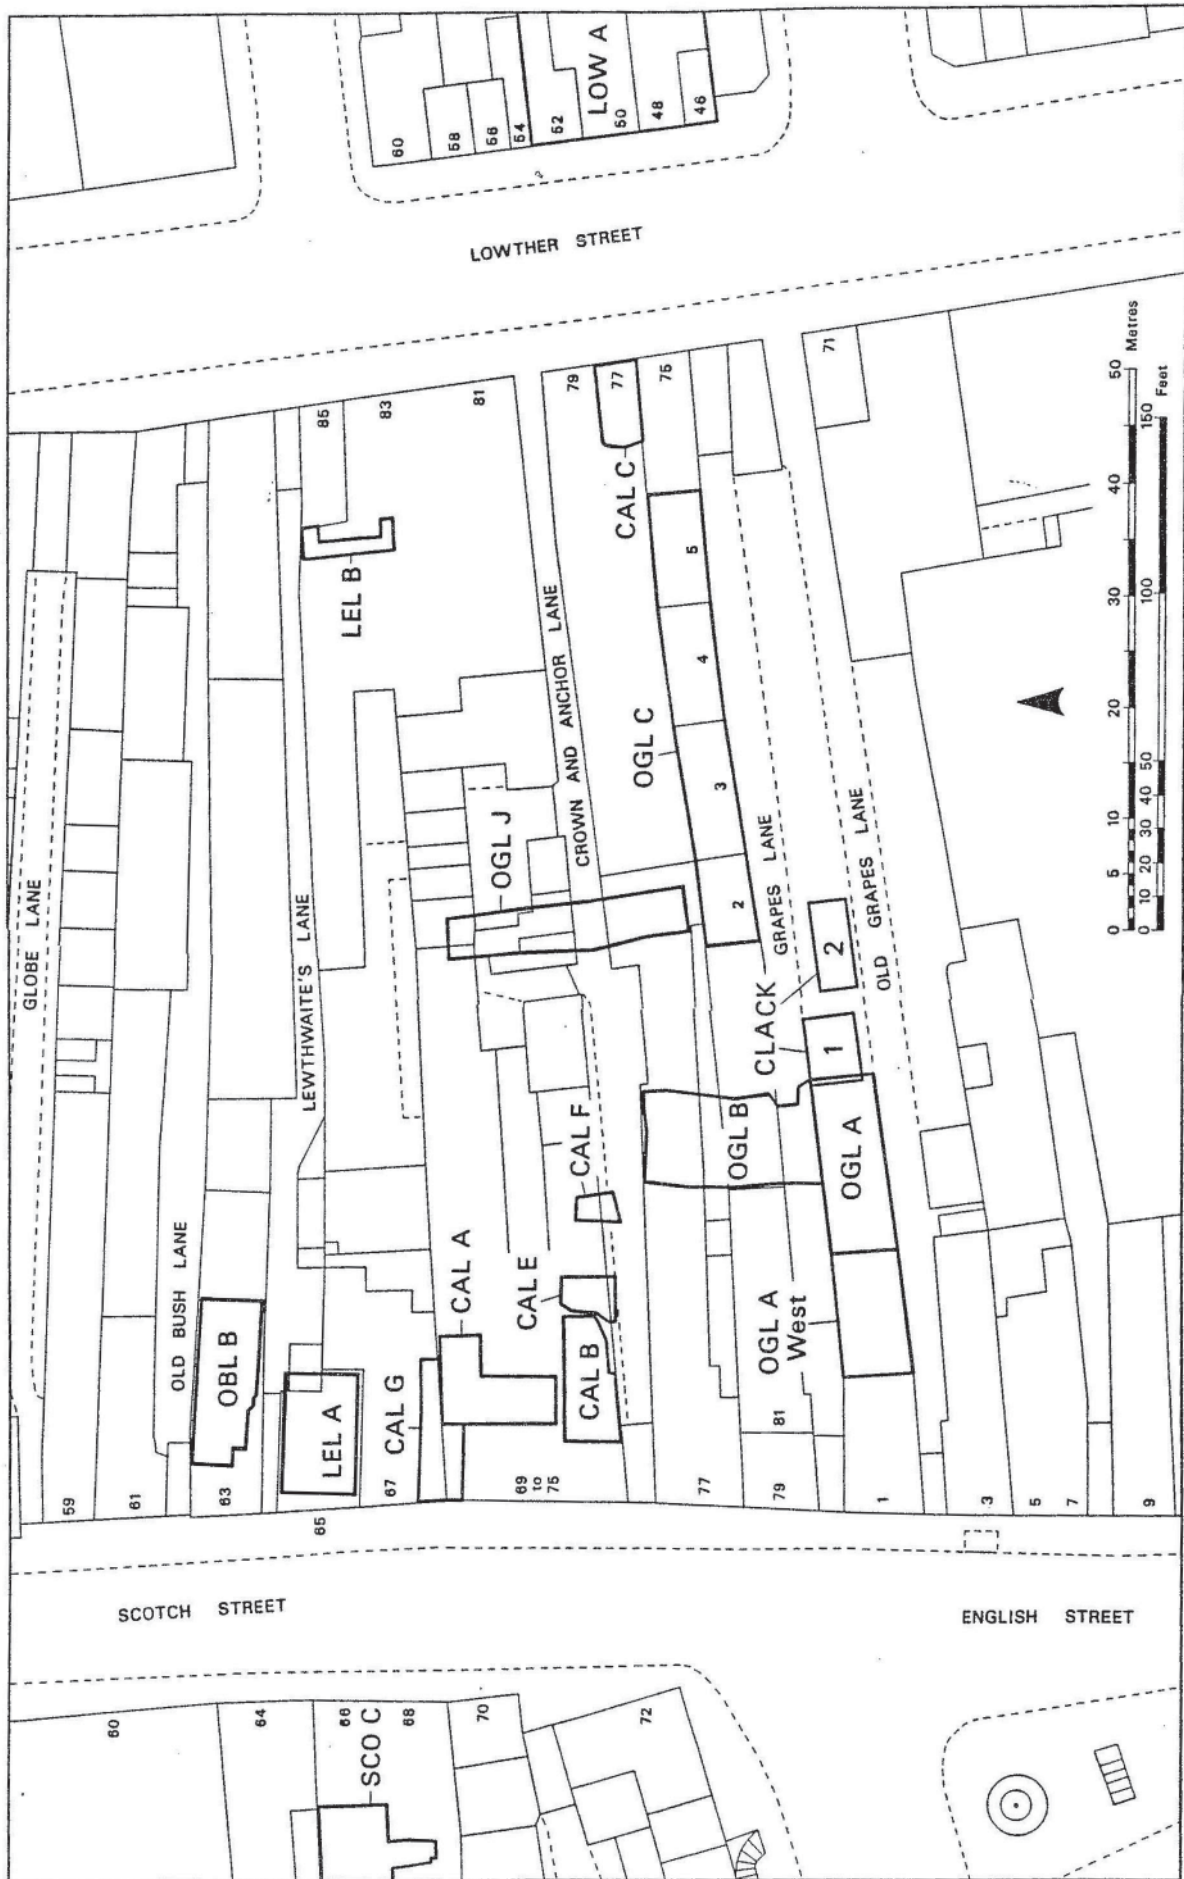 GLOBE LANE
OLD BUSH LANE
LEWTHWAITE'S LANE
CROWN AND ANCHOR LANE
GRAPES LANE
OLD GRAPES LANE
LOWTHER STREET
SCOTCH STREET
ENGLISH STREET
60
64
66
68
70
72
SCO C
59
61
63
65
67
69
to
75
77
79
81
1
3
5
7
9
OBL B
LEL A
CAL G
CAL A
CAL E
CAL F
CAL B
OGL A
West
OGL A
OGL B
CLACK
1
2
OGL J
OGL C
2
3
4
5
CAL C
LEL B
85
83
81
79
77
75
71
60
58
56
54
52
50
48
46
LOW A
0 5 10 20 30 40 50 Metres
0 10 20 30 40 50 100 150 Feet